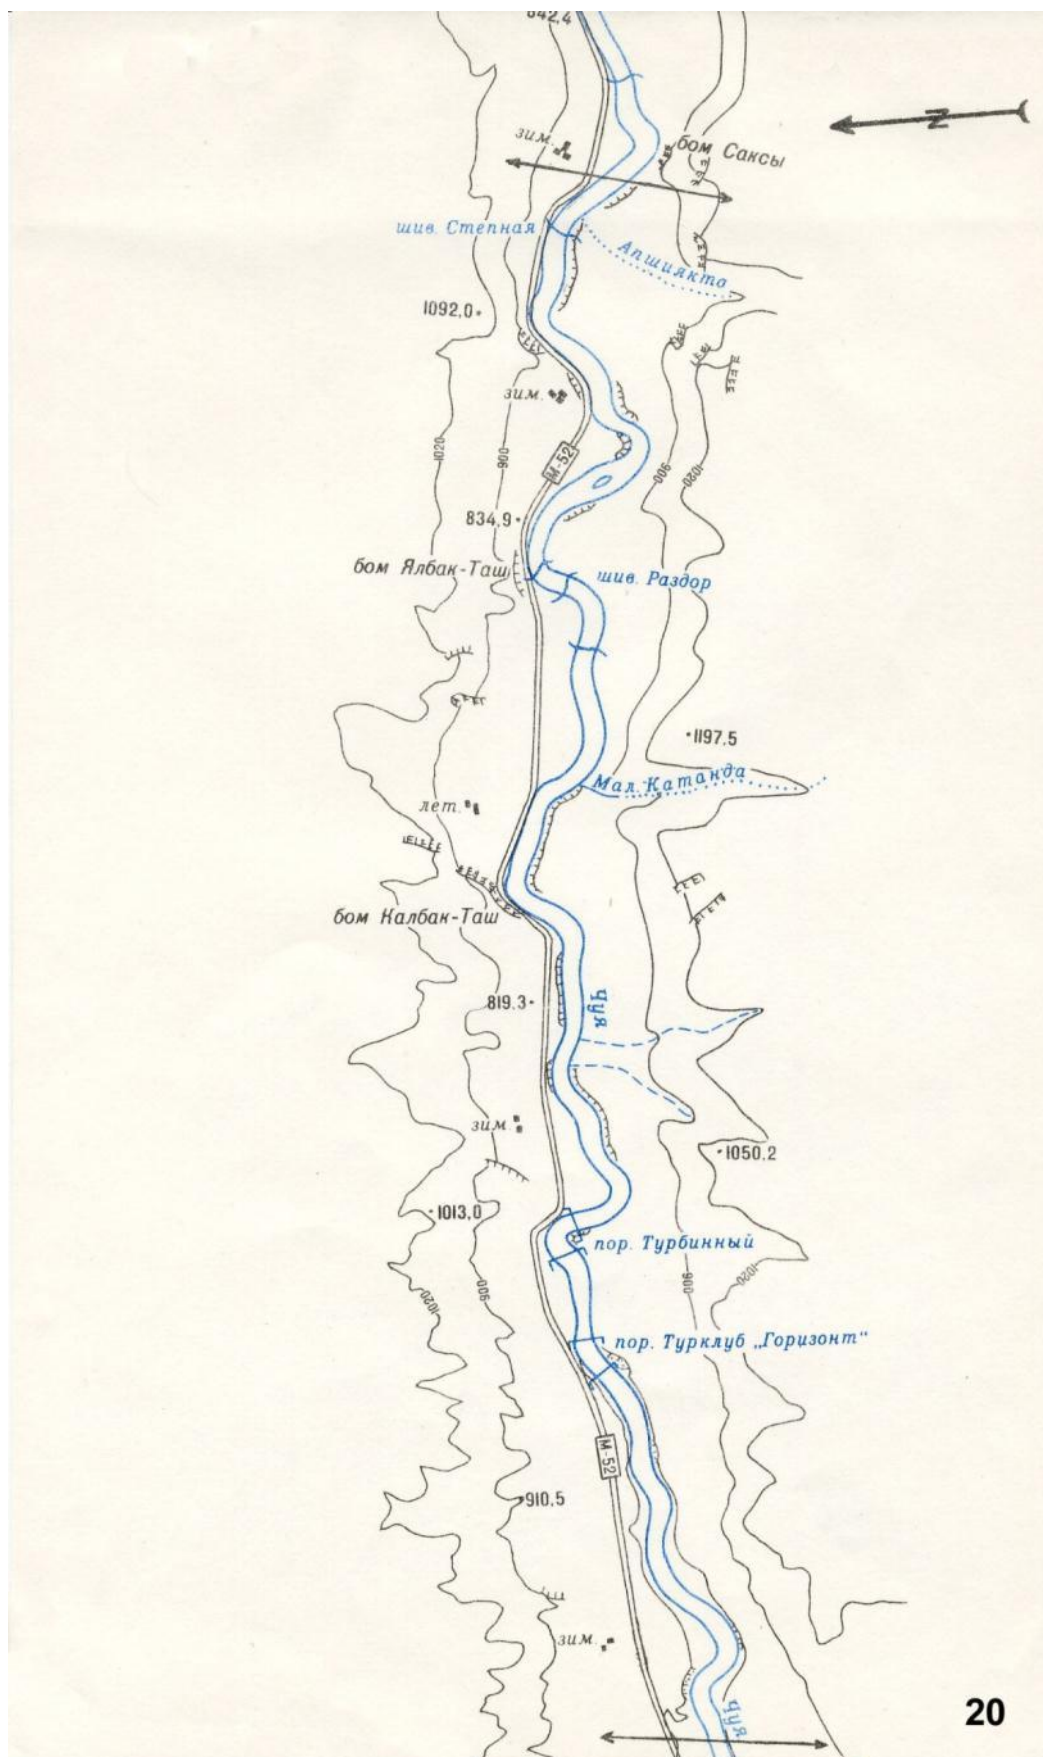 842,4
N
зим.
бом Саксы
шив. Степная
Апшиякта
1092,0
зим.
1020
900
М-52
900
1020
834,9
бом Ялбак-Таш
шив. Раздор
1197,5
Мал. Катанда
лет.
бом Калбак-Таш
819.3
Чуя
зим
1050,2
1013,0
пор. Турбинный
1020
900
900
1020
пор. Турклуб „Горизонт“
М-52
910,5
зим.
Чуя
20